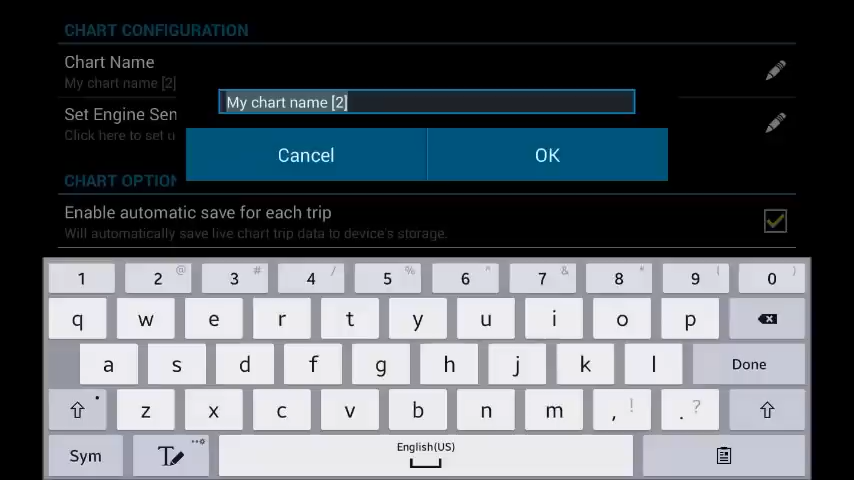 CHART CONFIGURATION
Chart Name
My chart name [2]
My chart name [2]
Set Engine Sen
Click here to set u
Cancel OK
CHART OPTION
Enable automatic save for each trip
Will automatically save live chart trip data to device's storage.
1 2 @ 3 # 4 / 5 % 6 ^ 7 & 8 * 9 ( 0 )
q w e r t y u i o p
a s d f g h j k l Done
z x c v b n m , ! . ?
Sym T English(US)